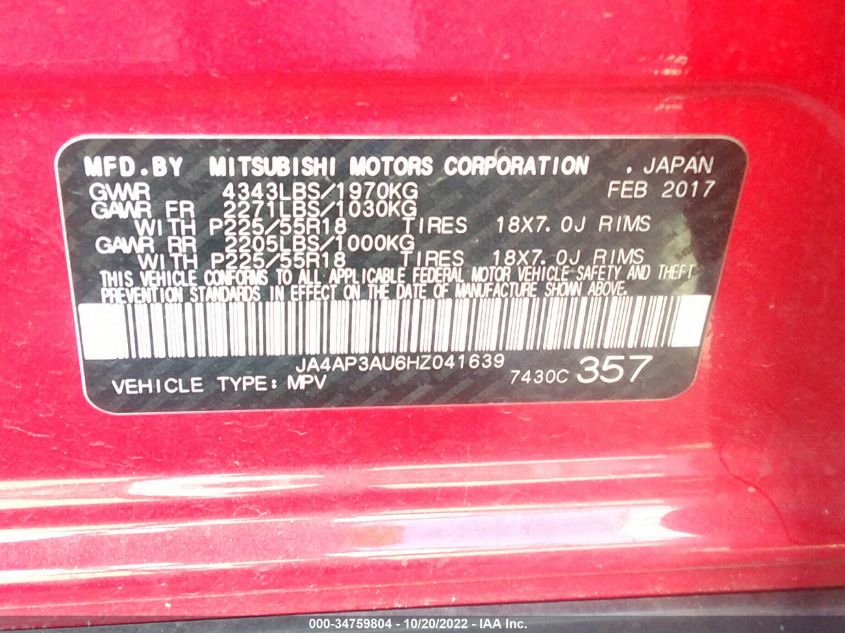 MFD.BY MITSUBISHI MOTORS CORPORATION . JAPAN
GVWR 4343LBS/1970KG FEB 2017
GAWR FR 2271LBS/1030KG
WITH P225/55R18 TIRES 18X7.0J RIMS
GAWR RR 2205LBS/1000KG
WITH P225/55R18 TIRES 18X7.0J RIMS
THIS VEHICLE CONFORMS TO ALL APPLICABLE FEDERAL MOTOR VEHICLE SAFETY AND THEFT
PREVENTION STANDARDS IN EFFECT ON THE DATE OF MANUFACTURE SHOWN ABOVE.
JA4AP3AU6HZ041639
VEHICLE TYPE: MPV 7430C 357
000-34759804 - 10/20/2022 - IAA Inc.